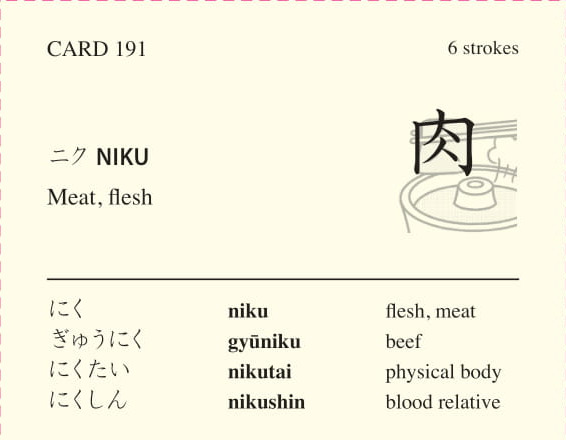 CARD 191 6 strokes
肉
ニク NIKU
Meat, flesh
にく niku flesh, meat
ぎゅうにく gyūniku beef
にくたい nikutai physical body
にくしん nikushin blood relative